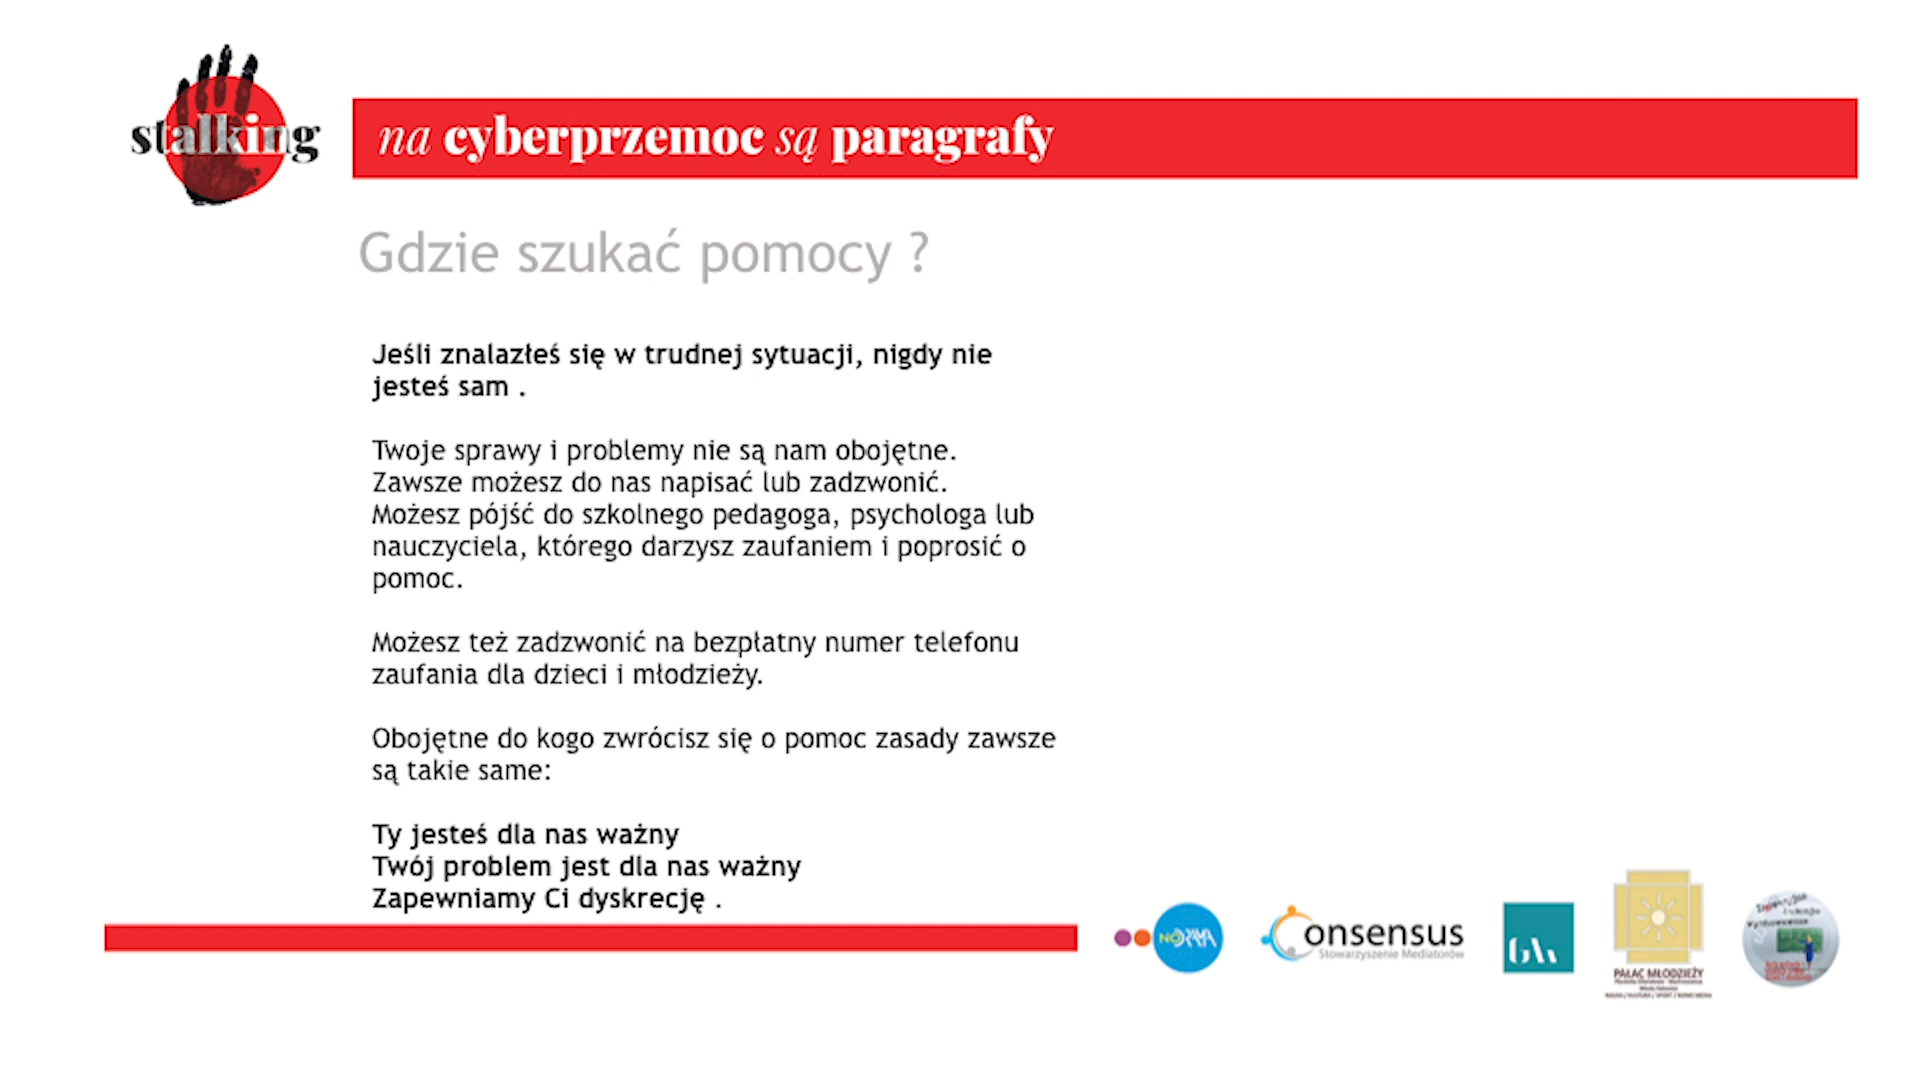 stalking
na cyberprzemoc są paragrafy
Gdzie szukać pomocy ?
Jeśli znalazłeś się w trudnej sytuacji, nigdy nie
jesteś sam .
Twoje sprawy i problemy nie są nam obojętne.
Zawsze możesz do nas napisać lub zadzwonić.
Możesz pójść do szkolnego pedagoga, psychologa lub
nauczyciela, którego darzysz zaufaniem i poprosić o
pomoc.
Możesz też zadzwonić na bezpłatny numer telefonu
zaufania dla dzieci i młodzieży.
Obojętne do kogo zwrócisz się o pomoc zasady zawsze
są takie same:
Ty jesteś dla nas ważny
Twój problem jest dla nas ważny
Zapewniamy Ci dyskrecję .
NORMA
Consensus
Stowarzyszenie Mediatorów
PAŁAC MŁODZIEŻY